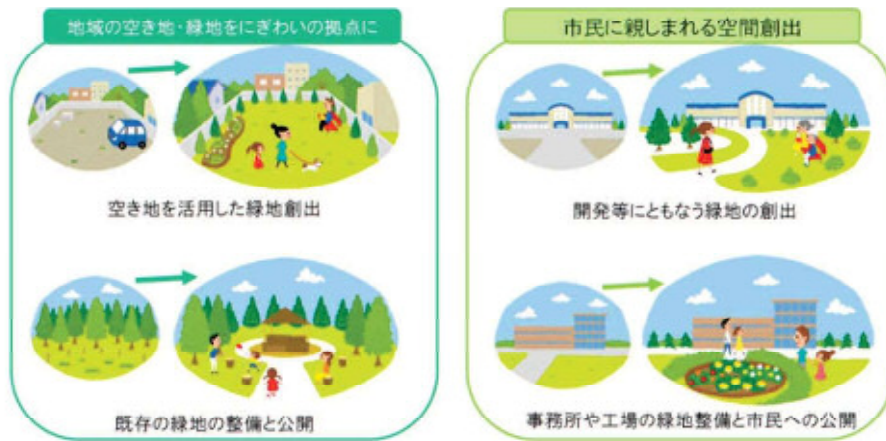 地域の空き地・緑地をにぎわいの拠点に
空き地を活用した緑地創出
既存の緑地の整備と公開
市民に親しまれる空間創出
開発等にともなう緑地の創出
事務所や工場の緑地整備と市民への公開